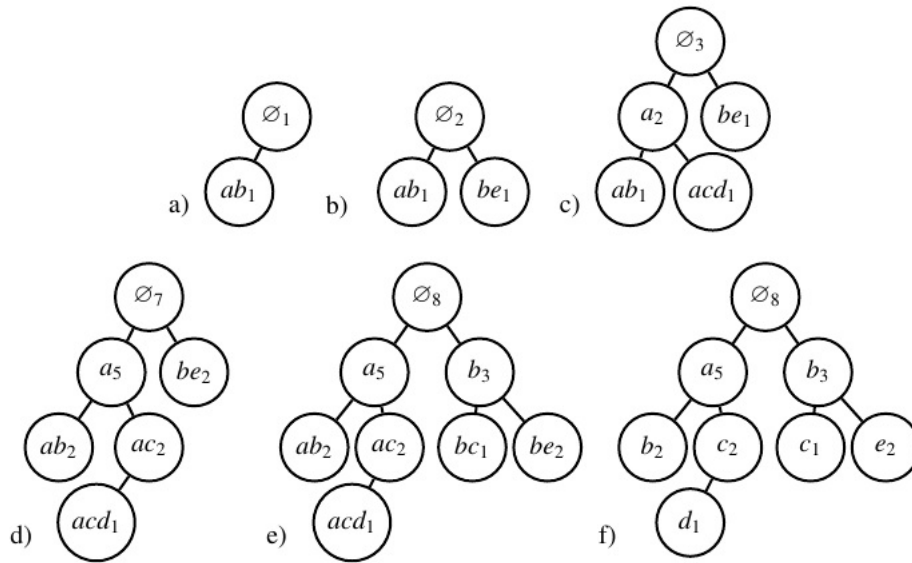 ∅₃
∅₁ ∅₂ a₂ be₁
a) ab₁ b) ab₁ be₁ c) ab₁ acd₁
∅₇ ∅₈ ∅₈
a₅ be₂ a₅ b₃ a₅ b₃
ab₂ ac₂ ab₂ ac₂ bc₁ be₂ b₂ c₂ c₁ e₂
d) acd₁ e) acd₁ f) d₁